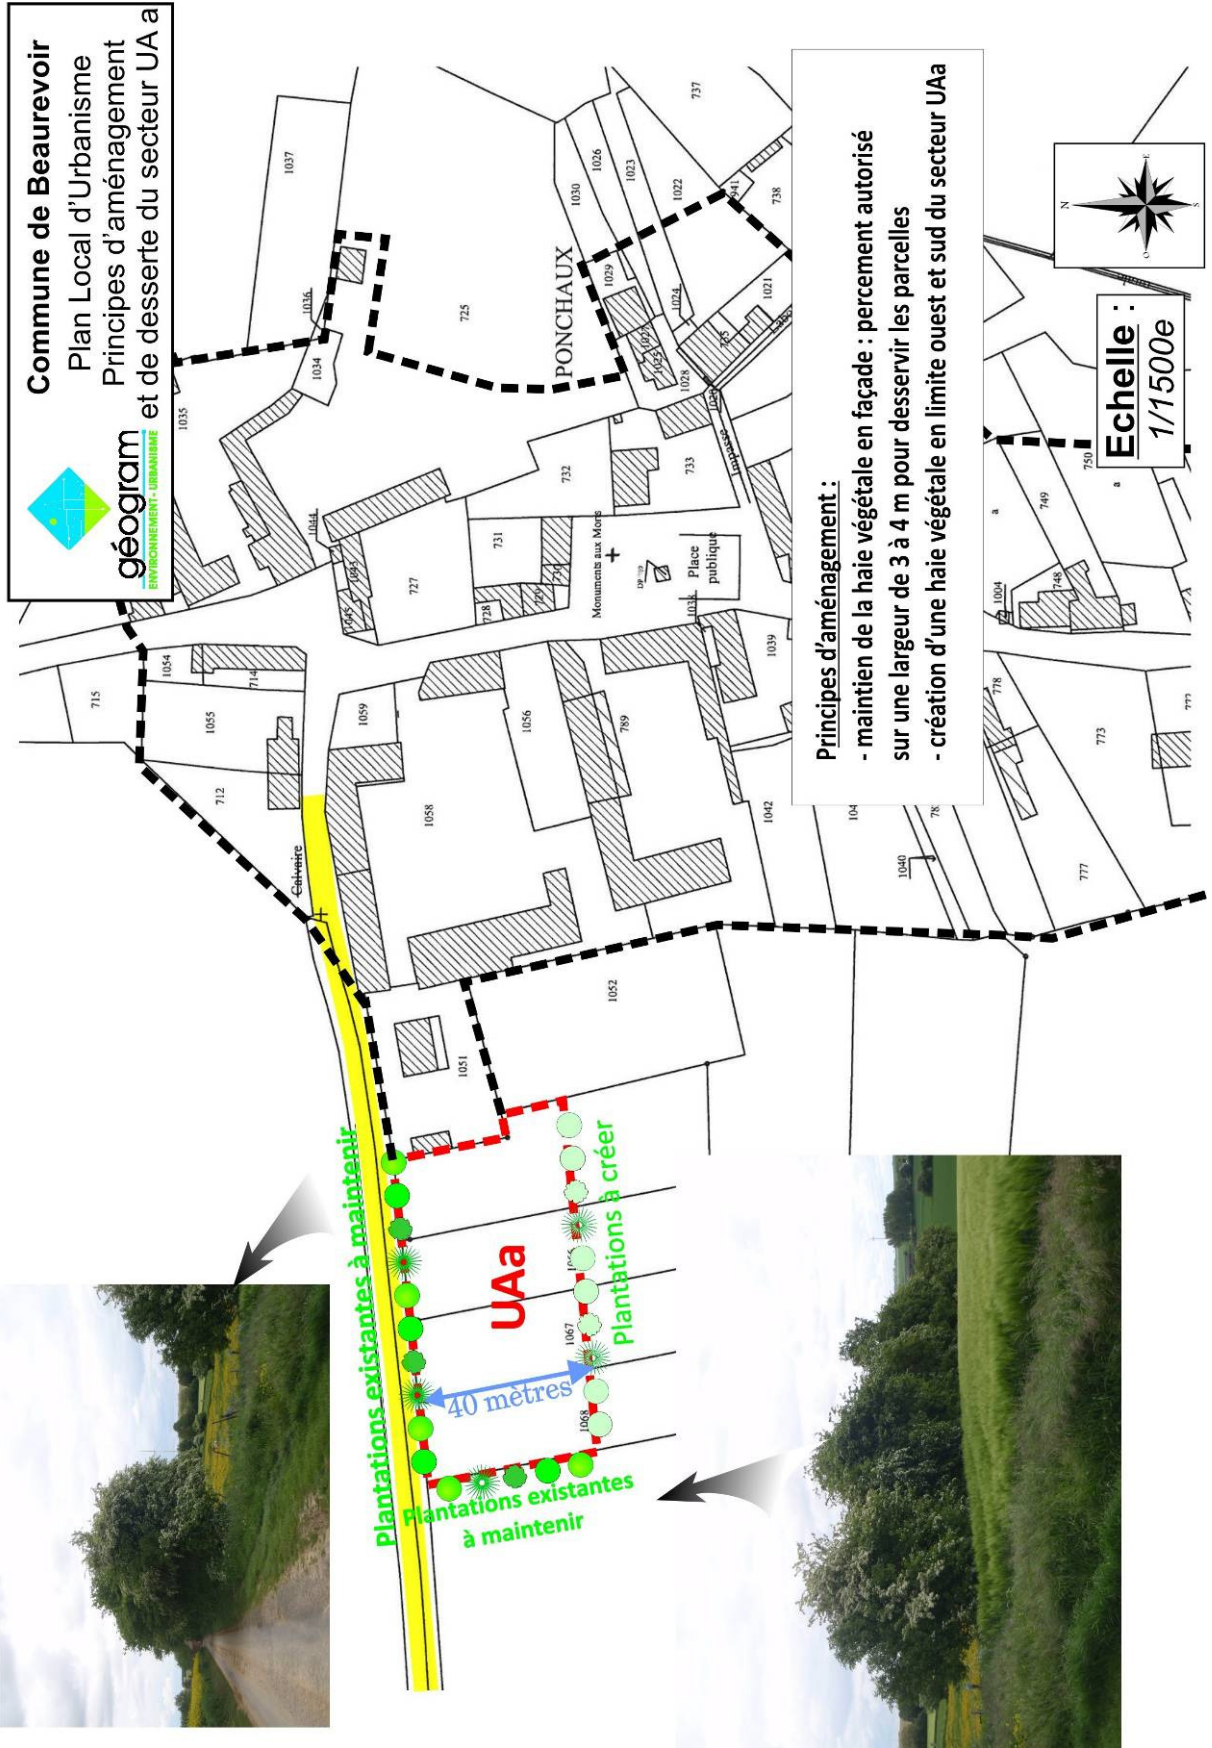 Commune de Beaurevoir
Plan Local d'Urbanisme
Principes d'aménagement
et de desserte du secteur UA a
géogram
ENVIRONNEMENT - URBANISME
1037
1036
1034
1035
725
PONCHAUX
1030
1026
1023
1022
737
941
738
1029
1027
1025
1024
1028
1021
735
1044
1043
1045
727
732
731
728
729
730
733
Monuments aux Morts
Place
publique
Impasse
1038
1039
715
1054
714
1055
712
1059
1056
789
1058
1042
Calvaire
1051
1052
1040
778
773
777
748
1004
749
750
a
a
Principes d'aménagement :
- maintien de la haie végétale en façade : percement autorisé
sur une largeur de 3 à 4 m pour desservir les parcelles
- création d'une haie végétale en limite ouest et sud du secteur UAa
N
E
S
O
Echelle :
1/1500e
Plantations existantes à maintenir
UAa
40 mètres
1067
1068
Plantations à créer
Plantations existantes
à maintenir